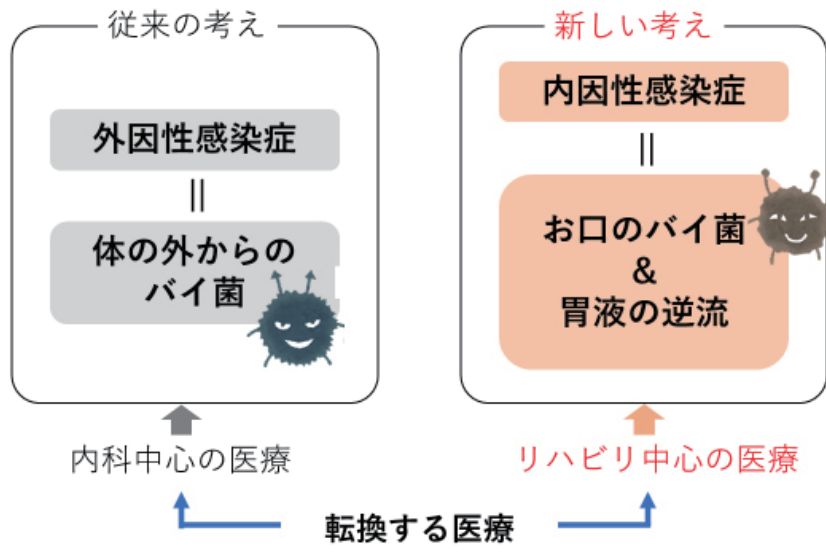 従来の考え
外因性感染症
||
体の外からの
バイ菌
内科中心の医療
新しい考え
内因性感染症
||
お口のバイ菌
&
胃液の逆流
リハビリ中心の医療
転換する医療